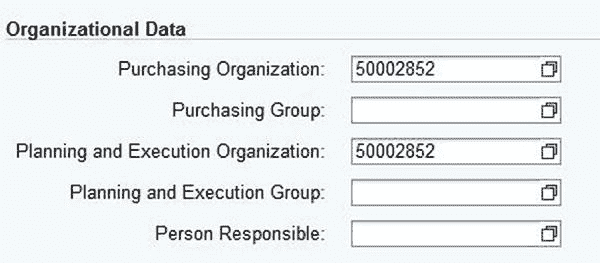 Organizational Data
Purchasing Organization: 50002852
Purchasing Group:
Planning and Execution Organization: 50002852
Planning and Execution Group:
Person Responsible: